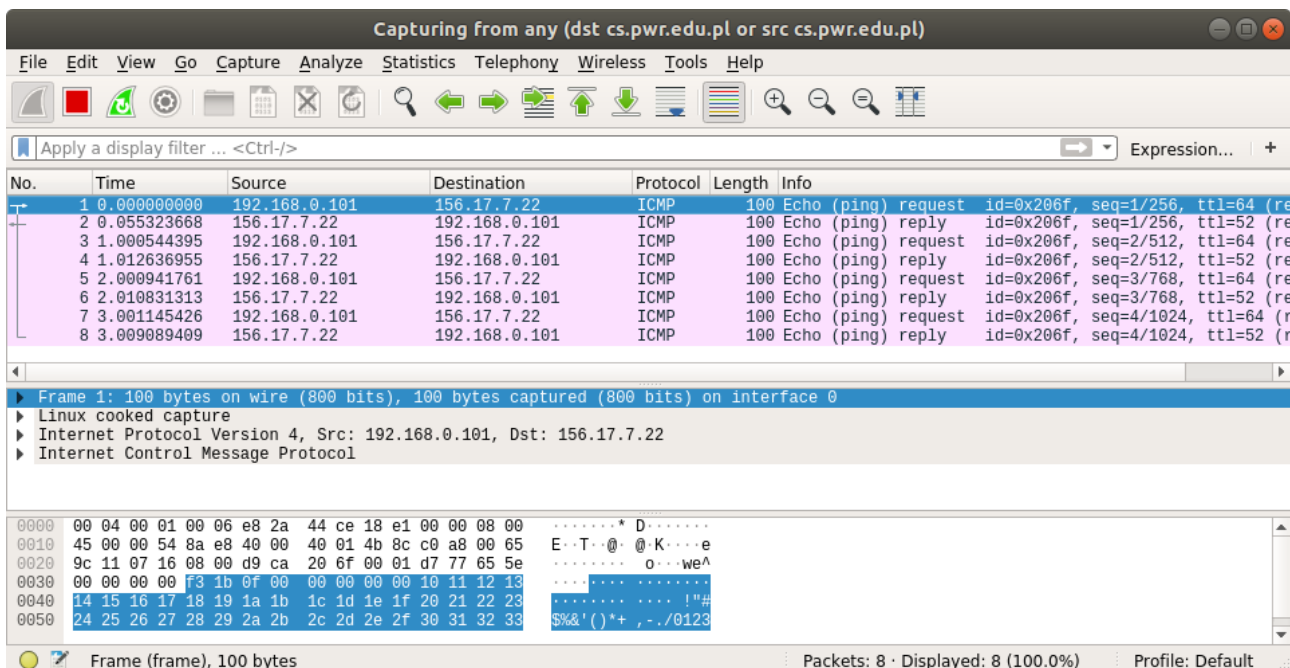 Capturing from any (dst cs.pwr.edu.pl or src cs.pwr.edu.pl)
File Edit View Go Capture Analyze Statistics Telephony Wireless Tools Help
Apply a display filter ... <Ctrl-/> Expression... +
No. Time Source Destination Protocol Length Info
1 0.000000000 192.168.0.101 156.17.7.22 ICMP 100 Echo (ping) request id=0x206f, seq=1/256, ttl=64 (re
2 0.055323668 156.17.7.22 192.168.0.101 ICMP 100 Echo (ping) reply id=0x206f, seq=1/256, ttl=52 (re
3 1.000544395 192.168.0.101 156.17.7.22 ICMP 100 Echo (ping) request id=0x206f, seq=2/512, ttl=64 (re
4 1.012636955 156.17.7.22 192.168.0.101 ICMP 100 Echo (ping) reply id=0x206f, seq=2/512, ttl=52 (re
5 2.000941761 192.168.0.101 156.17.7.22 ICMP 100 Echo (ping) request id=0x206f, seq=3/768, ttl=64 (re
6 2.010831313 156.17.7.22 192.168.0.101 ICMP 100 Echo (ping) reply id=0x206f, seq=3/768, ttl=52 (re
7 3.001145426 192.168.0.101 156.17.7.22 ICMP 100 Echo (ping) request id=0x206f, seq=4/1024, ttl=64 (r
8 3.009089409 156.17.7.22 192.168.0.101 ICMP 100 Echo (ping) reply id=0x206f, seq=4/1024, ttl=52 (r
Frame 1: 100 bytes on wire (800 bits), 100 bytes captured (800 bits) on interface 0
Linux cooked capture
Internet Protocol Version 4, Src: 192.168.0.101, Dst: 156.17.7.22
Internet Control Message Protocol
0000 00 04 00 01 00 06 e8 2a 44 ce 18 e1 00 00 08 00 ·······* D·······
0010 45 00 00 54 8a e8 40 00 40 01 4b 8c c0 a8 00 65 E··T··@· @·K····e
0020 9c 11 07 16 08 00 d9 ca 20 6f 00 01 d7 77 65 5e ········ o···we^
0030 00 00 00 00 f3 1b 0f 00 00 00 00 00 10 11 12 13 ········ ········
0040 14 15 16 17 18 19 1a 1b 1c 1d 1e 1f 20 21 22 23 ········ ···· !"#
0050 24 25 26 27 28 29 2a 2b 2c 2d 2e 2f 30 31 32 33 $%&'()*+ ,-./0123
Frame (frame), 100 bytes Packets: 8 · Displayed: 8 (100.0%) Profile: Default